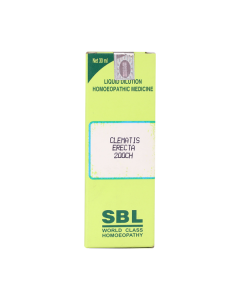 Net 30 ml
LIQUID DILUTION
HOMOEOPATHIC MEDICINE
CLEMATIS
ERECTA
200CH
SBL
WORLD CLASS
HOMOEOPATHY